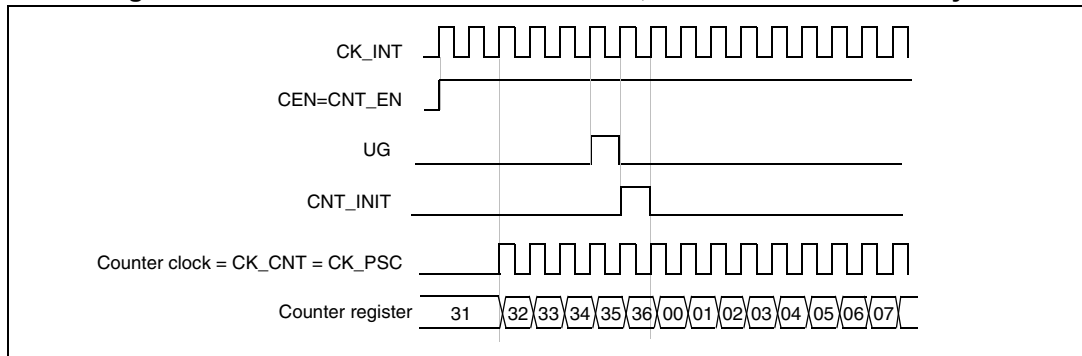 CK_INT
CEN=CNT_EN
UG
CNT_INIT
Counter clock = CK_CNT = CK_PSC
Counter register 31 32 33 34 35 36 00 01 02 03 04 05 06 07